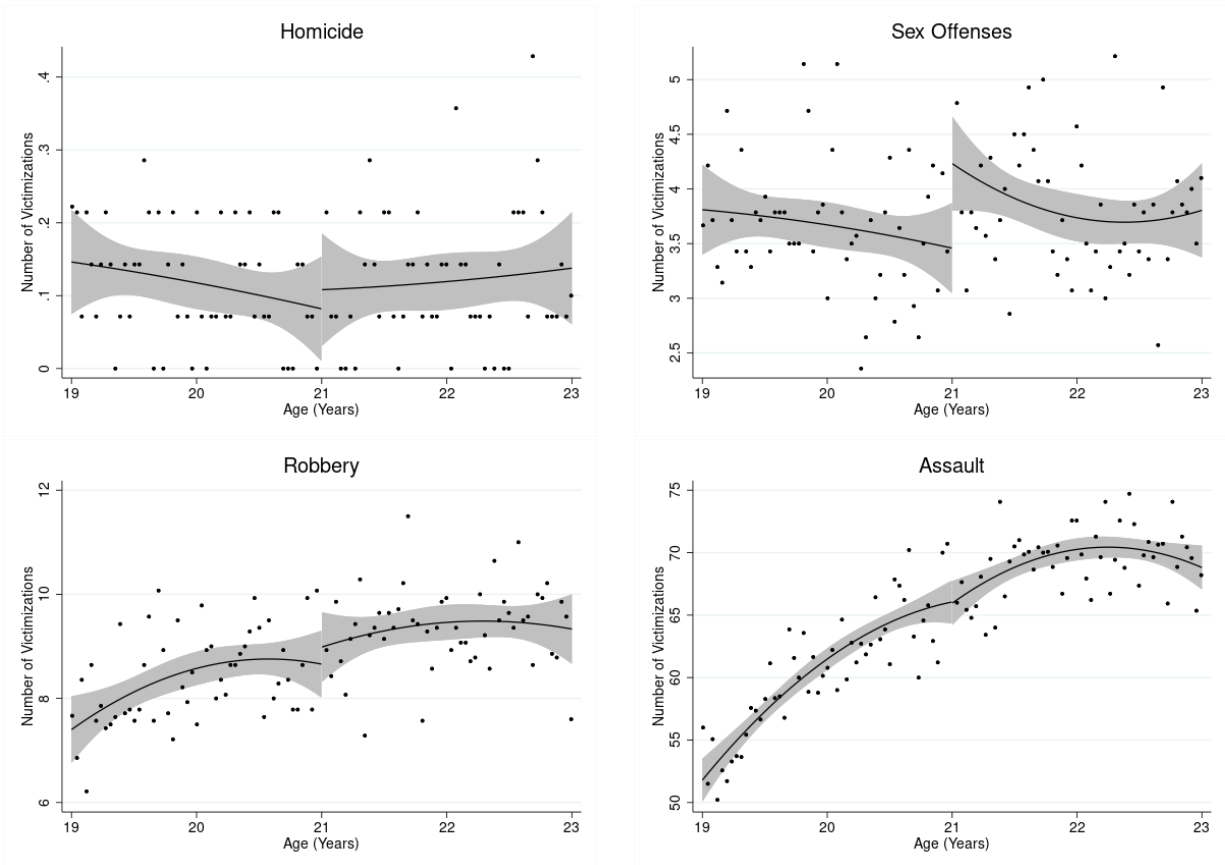 Homicide
Number of Victimizations
.4
.3
.2
.1
0
19 20 21 22 23
Age (Years)
Sex Offenses
Number of Victimizations
5
4.5
4
3.5
3
2.5
19 20 21 22 23
Age (Years)
Robbery
Number of Victimizations
12
10
8
6
19 20 21 22 23
Age (Years)
Assault
Number of Victimizations
75
70
65
60
55
50
19 20 21 22 23
Age (Years)